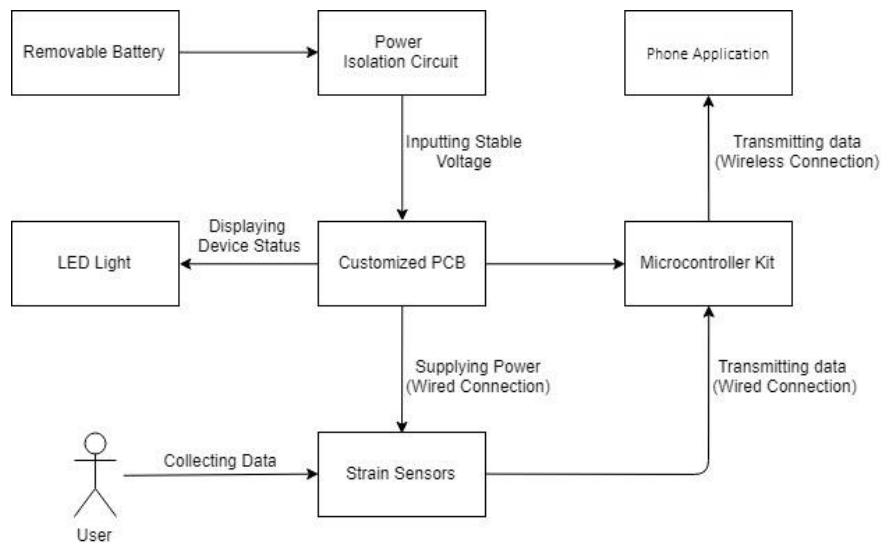 Removable Battery
Power
Isolation Circuit
Phone Application
Inputting Stable
Voltage
Transmitting data
(Wireless Connection)
LED Light
Displaying
Device Status
Customized PCB
Microcontroller Kit
Supplying Power
(Wired Connection)
Transmitting data
(Wired Connection)
Collecting Data
Strain Sensors
User